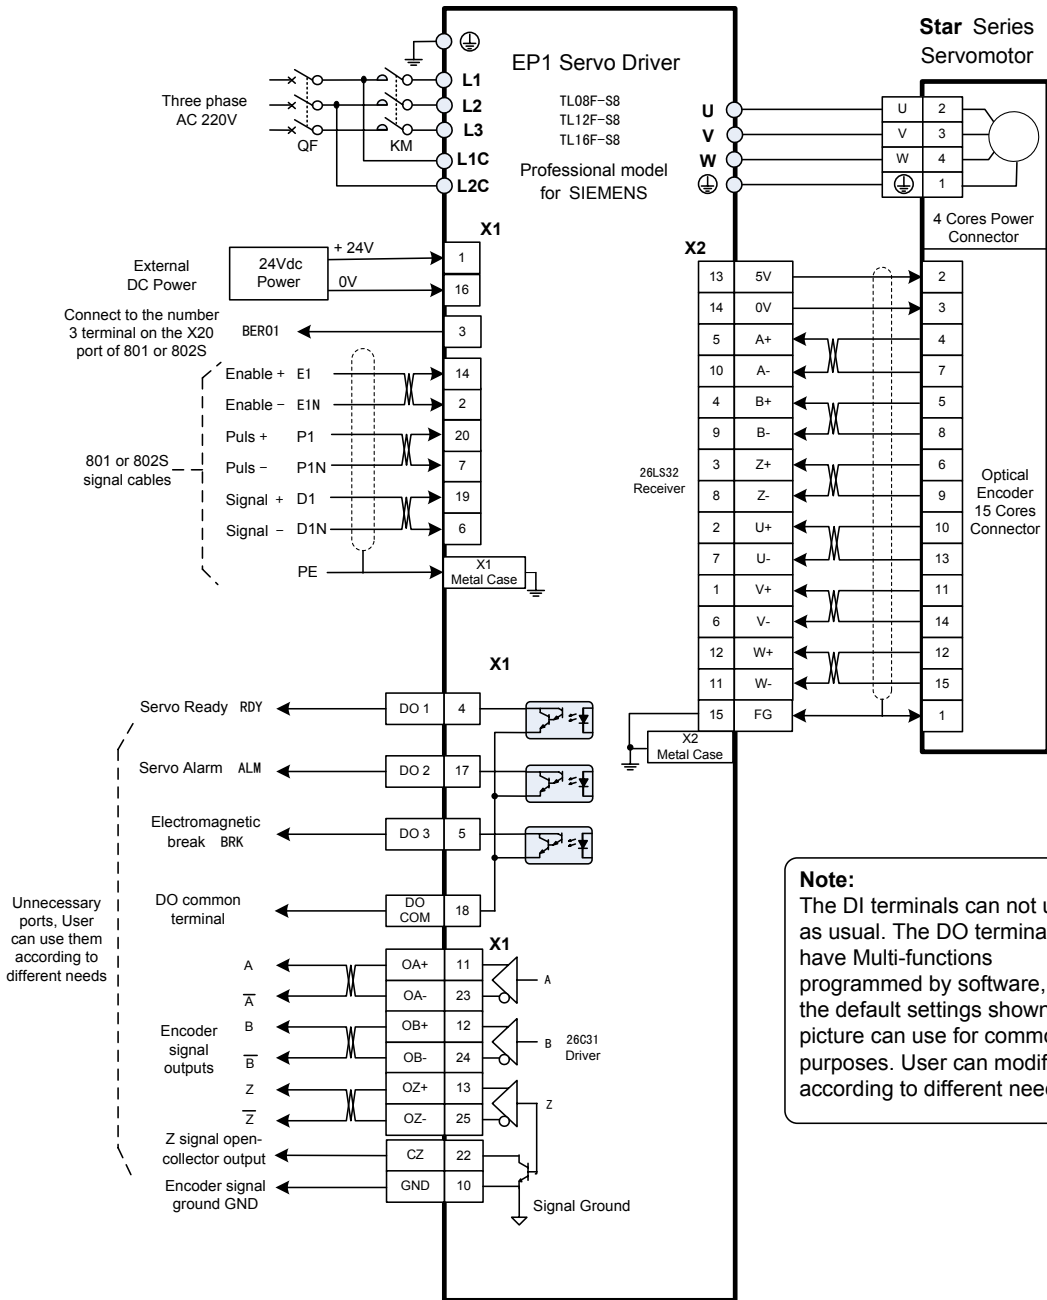 Star Series
Servomotor
EP1 Servo Driver
TL08F-S8
TL12F-S8
TL16F-S8
Professional model
for SIEMENS
Three phase
AC 220V
QF
KM
L1
L2
L3
L1C
L2C
U
V
W
U 2
V 3
W 4
1
4 Cores Power
Connector
X1
External
DC Power
24Vdc
Power
+ 24V
0V
1
16
Connect to the number
3 terminal on the X20
port of 801 or 802S
BER01
3
801 or 802S
signal cables
Enable + E1 14
Enable - E1N 2
Puls + P1 20
Puls - P1N 7
Signal + D1 19
Signal - D1N 6
PE
X1
Metal Case
X2
13 5V 2
14 0V 3
5 A+ 4
10 A- 7
4 B+ 5
9 B- 8
3 Z+ 6
8 Z- 9
2 U+ 10
7 U- 13
1 V+ 11
6 V- 14
12 W+ 12
11 W- 15
15 FG 1
26LS32
Receiver
Optical
Encoder
15 Cores
Connector
X2
Metal Case
X1
Servo Ready RDY DO 1 4
Servo Alarm ALM DO 2 17
Electromagnetic
break BRK DO 3 5
DO common
terminal
DO
COM
18
Unnecessary
ports, User
can use them
according to
different needs
X1
A OA+ 11
A̅ OA- 23
A
B OB+ 12
B̅ OB- 24
B
26C31
Driver
Z OZ+ 13
Z̅ OZ- 25
Z
Encoder
signal
outputs
Z signal open-
collector output
CZ 22
Encoder signal
ground GND
GND 10
Signal Ground
Note:
The DI terminals can not
as usual. The DO
have Multi-functions
programmed by software,
the default settings shown
picture can use for
purposes. User can
according to different